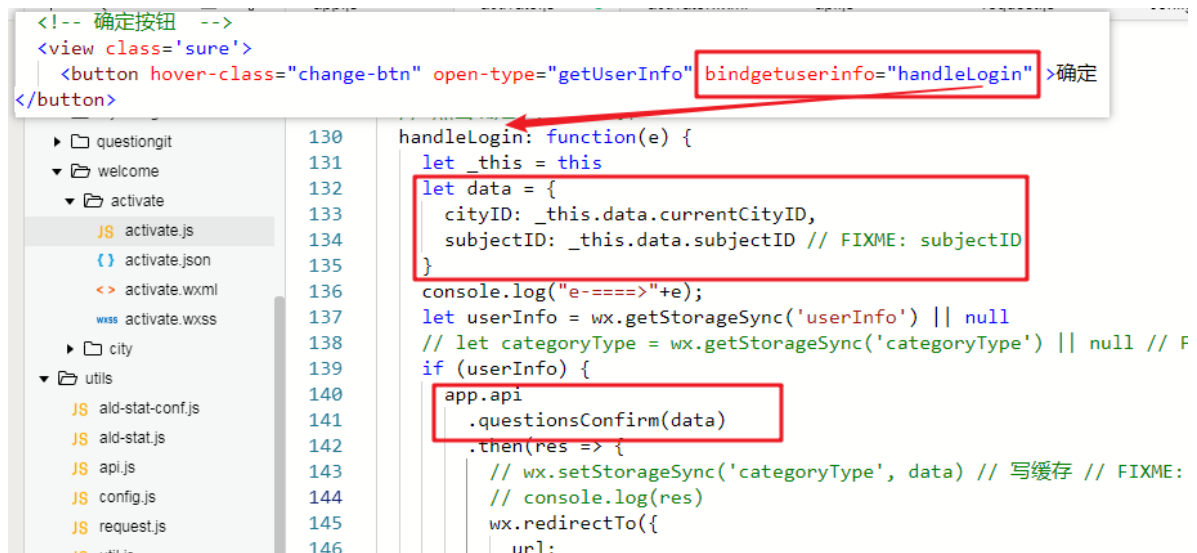 <!-- 确定按钮  -->
<view class='sure'>
<button hover-class="change-btn" open-type="getUserInfo" bindgetuserinfo="handleLogin" >确定
</button>
questiongit
welcome
activate
activate.js
activate.json
activate.wxml
activate.wxss
city
utils
ald-stat-conf.js
ald-stat.js
api.js
config.js
request.js
130 handleLogin: function(e) {
131 let _this = this
132 let data = {
133 cityID: _this.data.currentCityID,
134 subjectID: _this.data.subjectID // FIXME: subjectID
135 }
136 console.log("e-====>"+e);
137 let userInfo = wx.getStorageSync('userInfo') || null
138 // let categoryType = wx.getStorageSync('categoryType') || null // F
139 if (userInfo) {
140 app.api
141 .questionsConfirm(data)
142 .then(res => {
143 // wx.setStorageSync('categoryType', data) // 写缓存 // FIXME:
144 // console.log(res)
145 wx.redirectTo({
146 url: